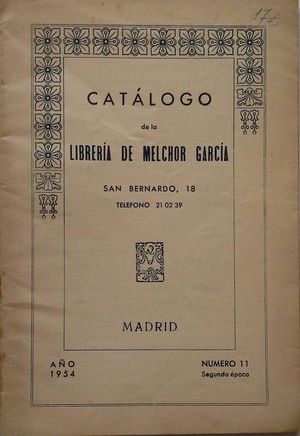 17€
CATÁLOGO
de la
LIBRERÍA DE MELCHOR GARCÍA
SAN BERNARDO, 18
TELEFONO 21 02 39
MADRID
AÑO
1954
NUMERO 11
Segunda época